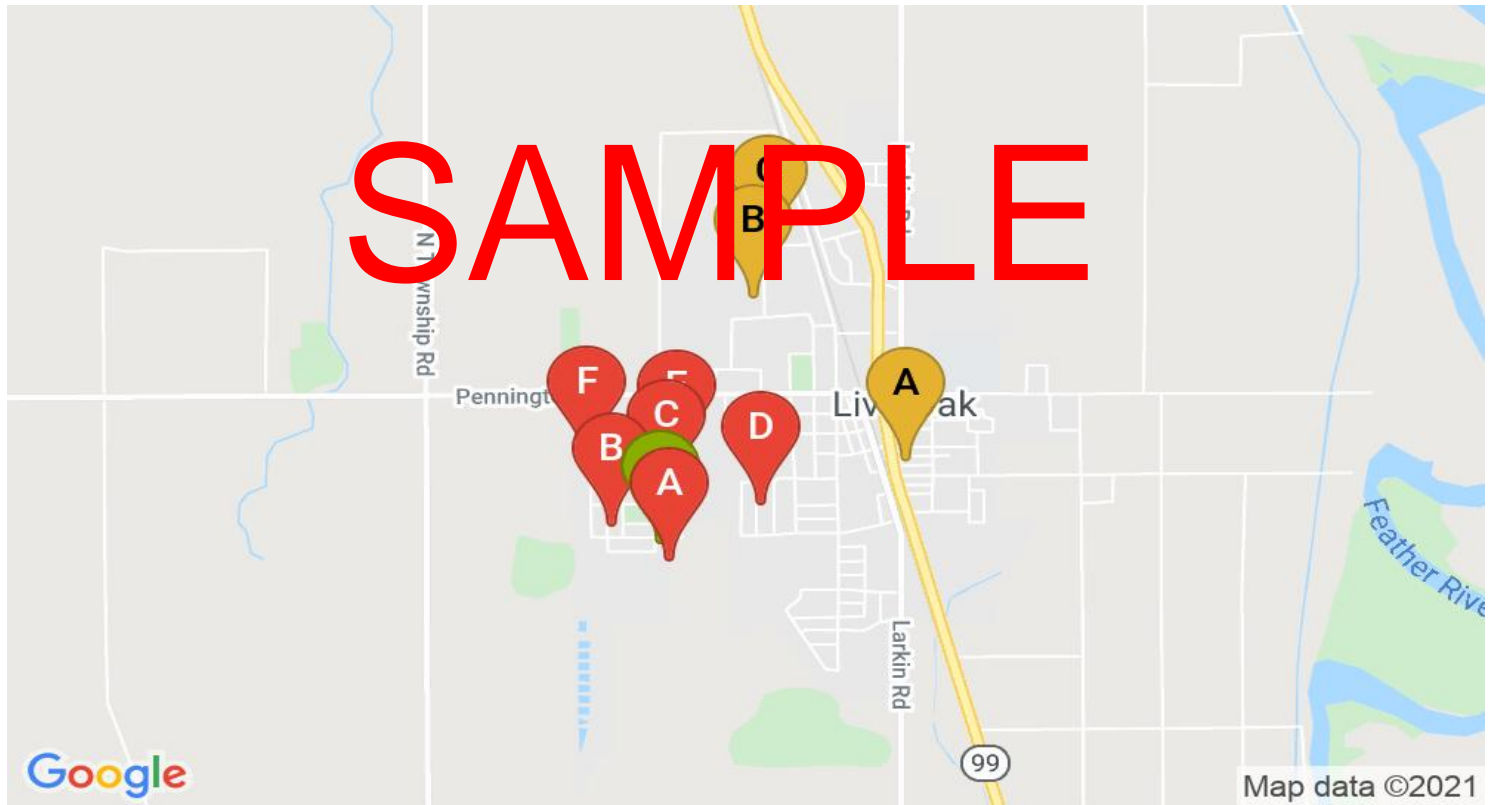 SAMPLE
C
B
N Township Rd
F
E
A
Penningt
C
Live Oak
D
B
A
Feather Rive
Larkin Rd
99
Google
Map data ©2021